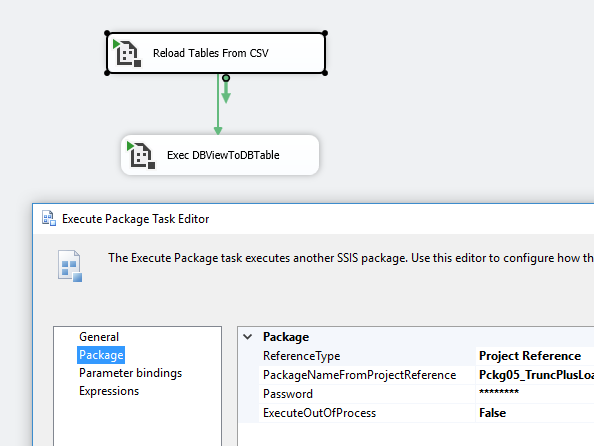 Reload Tables From CSV
Exec DBViewToDBTable
Execute Package Task Editor
The Execute Package task executes another SSIS package. Use this editor to configure how th
General
Package
Parameter bindings
Expressions
Package
ReferenceType Project Reference
PackageNameFromProjectReference Pckg05_TruncPlusLoa
Password ********
ExecuteOutOfProcess False